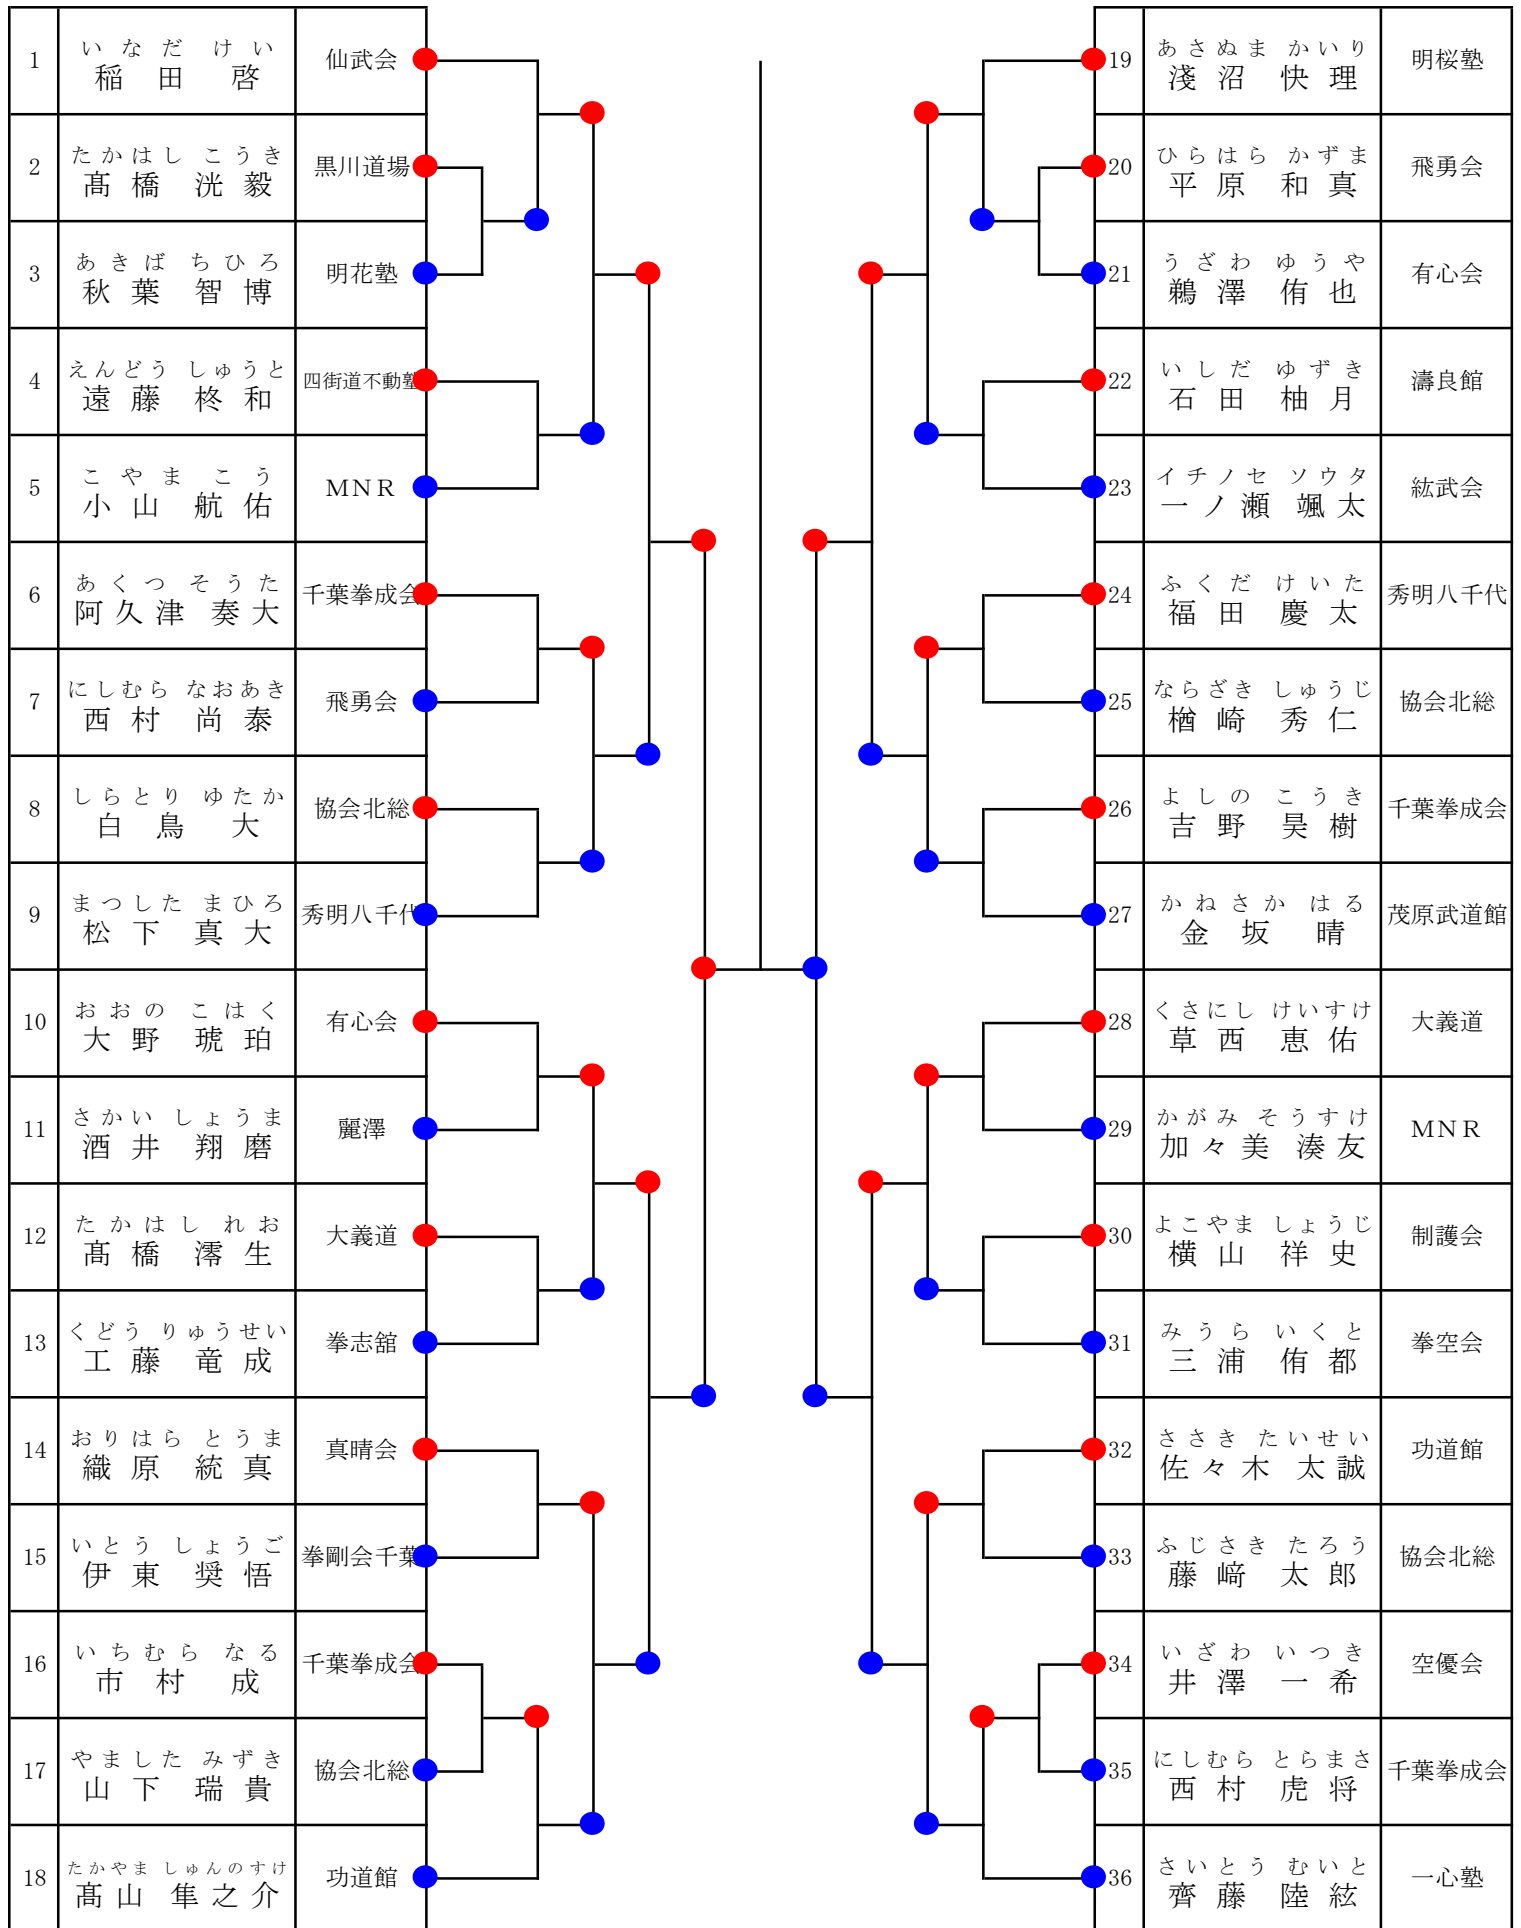 いなだ けい
1 稲田 啓 仙武会
たかはし こうき
2 髙橋 洸毅 黒川道場
あきば ちひろ
3 秋葉 智博 明花塾
えんどう しゅうと
4 遠藤 柊和 四街道不動塾
こやま こう
5 小山 航佑 MNR
あくつ そうた
6 阿久津 奏大 千葉拳成会
にしむら なおあき
7 西村 尚泰 飛勇会
しらとり ゆたか
8 白鳥 大 協会北総
まつした まひろ
9 松下 真大 秀明八千代
おおの こはく
10 大野 琥珀 有心会
さかい しょうま
11 酒井 翔磨 麗澤
たかはし れお
12 髙橋 澪生 大義道
くどう りゅうせい
13 工藤 竜成 拳志舘
おりはら とうま
14 織原 統真 真晴会
いとう しょうご
15 伊東 奨悟 拳剛会千葉
いちむら なる
16 市村 成 千葉拳成会
やました みずき
17 山下 瑞貴 協会北総
たかやま しゅんのすけ
18 髙山 隼之介 功道館
あさぬま かいり
19 淺沼 快理 明桜塾
ひらはら かずま
20 平原 和真 飛勇会
うざわ ゆうや
21 鵜澤 侑也 有心会
いしだ ゆずき
22 石田 柚月 濤良館
イチノセ ソウタ
23 一ノ瀬 颯太 紘武会
ふくだ けいた
24 福田 慶太 秀明八千代
ならざき しゅうじ
25 楢崎 秀仁 協会北総
よしの こうき
26 吉野 昊樹 千葉拳成会
かねさか はる
27 金坂 晴 茂原武道館
くさにし けいすけ
28 草西 恵佑 大義道
かがみ そうすけ
29 加々美 湊友 MNR
よこやま しょうじ
30 横山 祥史 制護会
みうら いくと
31 三浦 侑都 拳空会
ささき たいせい
32 佐々木 太誠 功道館
ふじさき たろう
33 藤﨑 太郎 協会北総
いざわ いつき
34 井澤 一希 空優会
にしむら とらまさ
35 西村 虎将 千葉拳成会
さいとう むいと
36 齊藤 陸絃 一心塾